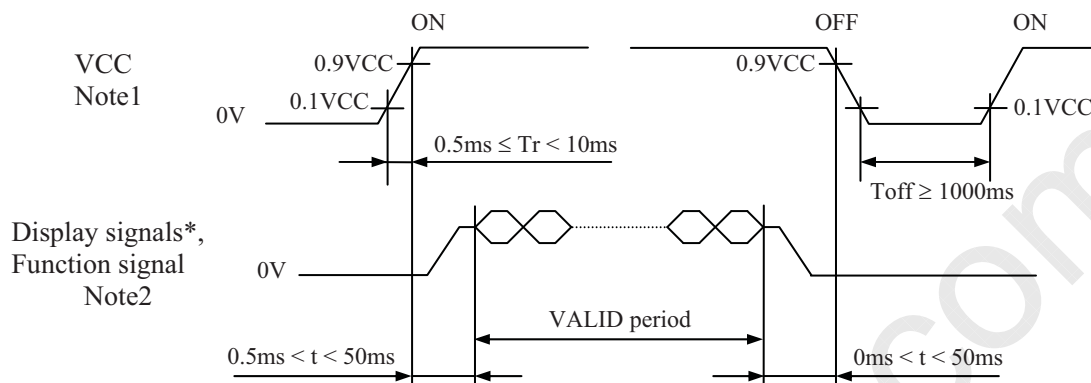 ON
OFF
ON
VCC
Note1
0.9VCC
0.9VCC
0.1VCC
0.1VCC
0V
0.5ms ≤ Tr < 10ms
Toff ≥ 1000ms
Display signals*,
Function signal
Note2
0V
VALID period
0.5ms < t < 50ms
0ms < t < 50ms
com